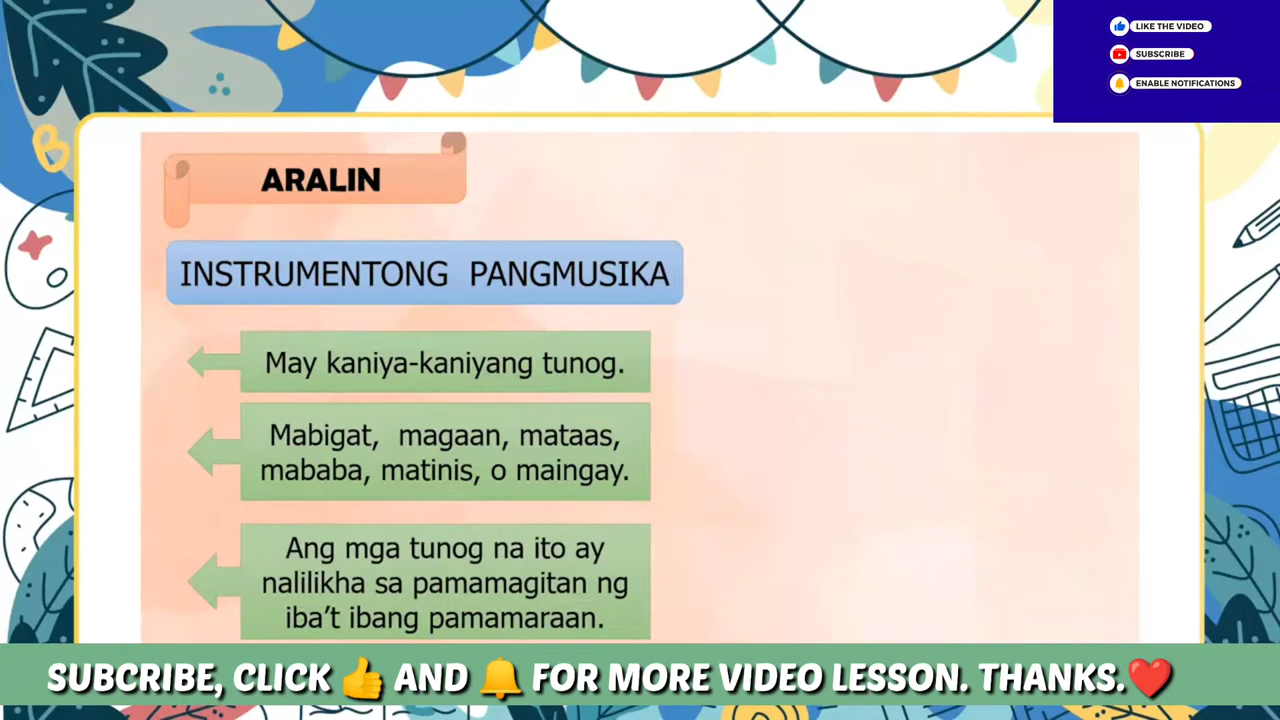 LIKE THE VIDEO
SUBSCRIBE
ENABLE NOTIFICATIONS
B
ARALIN
INSTRUMENTONG PANGMUSIKA
May kaniya-kaniyang tunog.
Mabigat, magaan, mataas,
mababa, matinis, o maingay.
Ang mga tunog na ito ay
nalilikha sa pamamagitan ng
iba't ibang pamamaraan.
SUBCRIBE, CLICK 👍 AND 🔔 FOR MORE VIDEO LESSON. THANKS.❤️